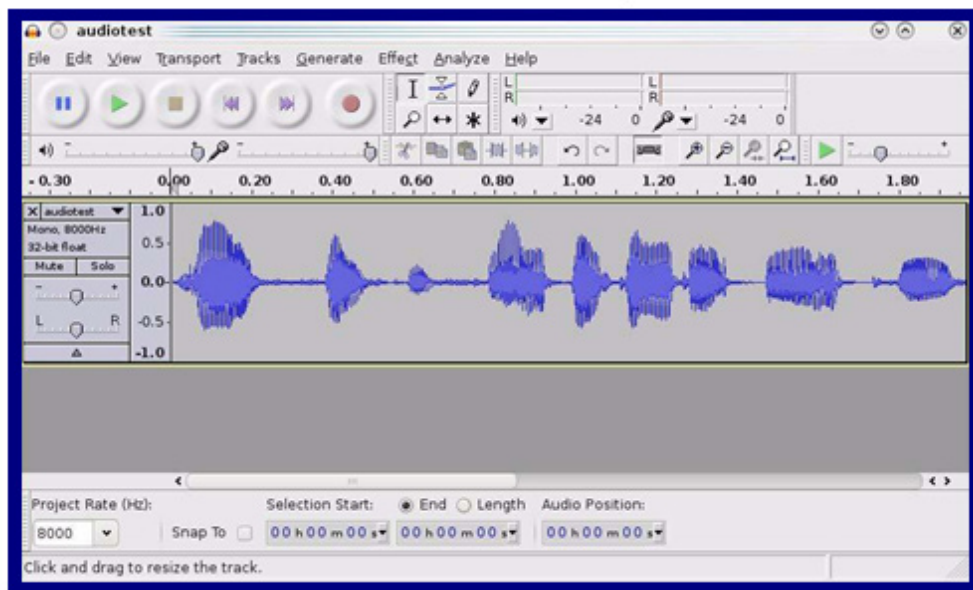 audiotest
File Edit View Transport Tracks Generate Effect Analyze Help
L
R
-24 0
L
R
-24 0
- 0.30 0.00 0.20 0.40 0.60 0.80 1.00 1.20 1.40 1.60 1.80
X audiotest
Mono, 8000Hz
32-bit float
Mute Solo
- +
L R
1.0
0.5
0.0
-0.5
-1.0
Project Rate (Hz): Selection Start: End Length Audio Position:
8000 Snap To 00 h 00 m 00 s 00 h 00 m 00 s 00 h 00 m 00 s
Click and drag to resize the track.